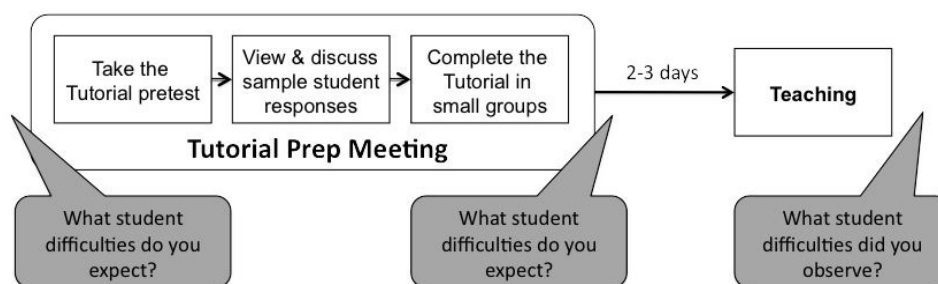 Take the
Tutorial pretest
View & discuss
sample student
responses
Complete the
Tutorial in
small groups
2-3 days
Teaching
Tutorial Prep Meeting
What student
difficulties do you
expect?
What student
difficulties do you
expect?
What student
difficulties did you
observe?